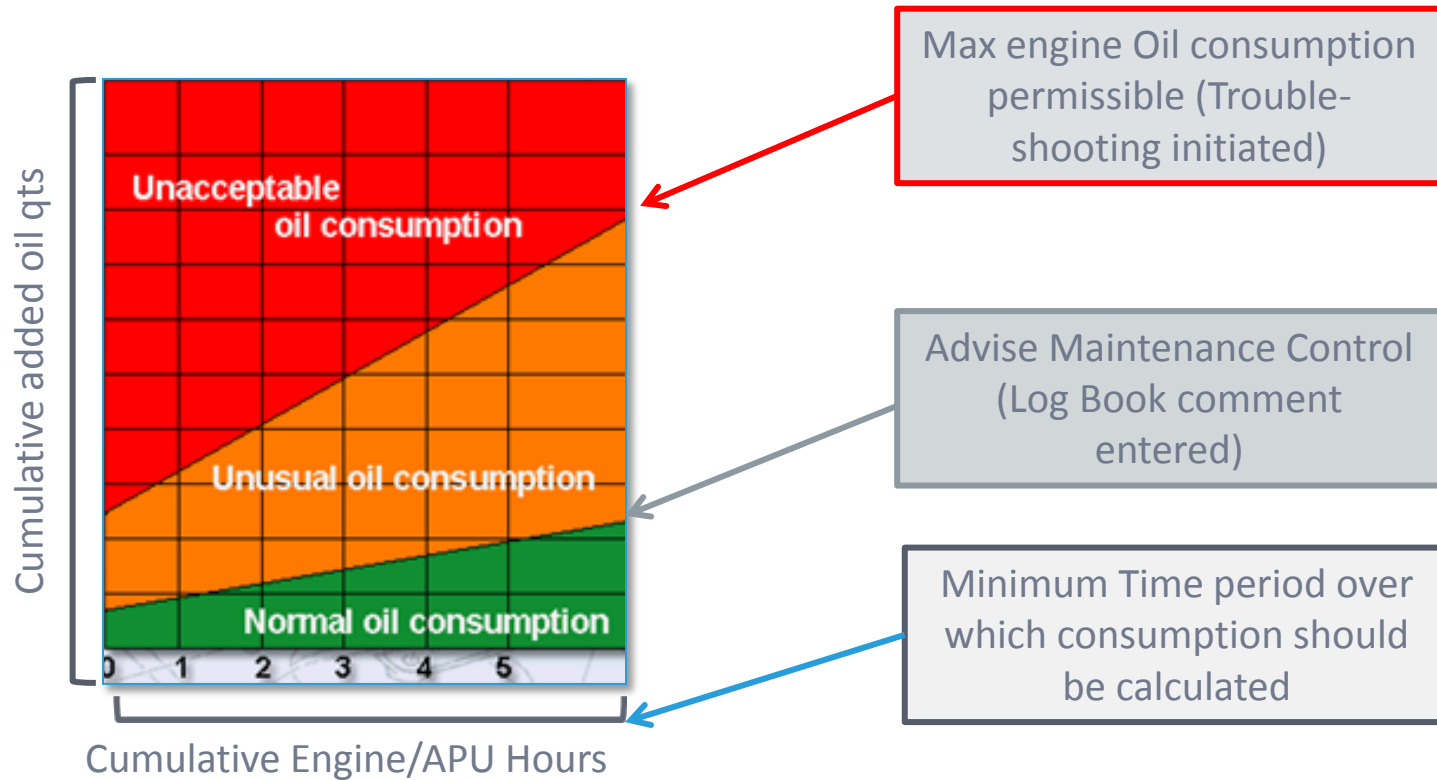 Cumulative added oil qts
Unacceptable
oil consumption
Unusual oil consumption
Normal oil consumption
0 1 2 3 4 5
Cumulative Engine/APU Hours
Max engine Oil consumption
permissible (Trouble-
shooting initiated)
Advise Maintenance Control
(Log Book comment
entered)
Minimum Time period over
which consumption should
be calculated